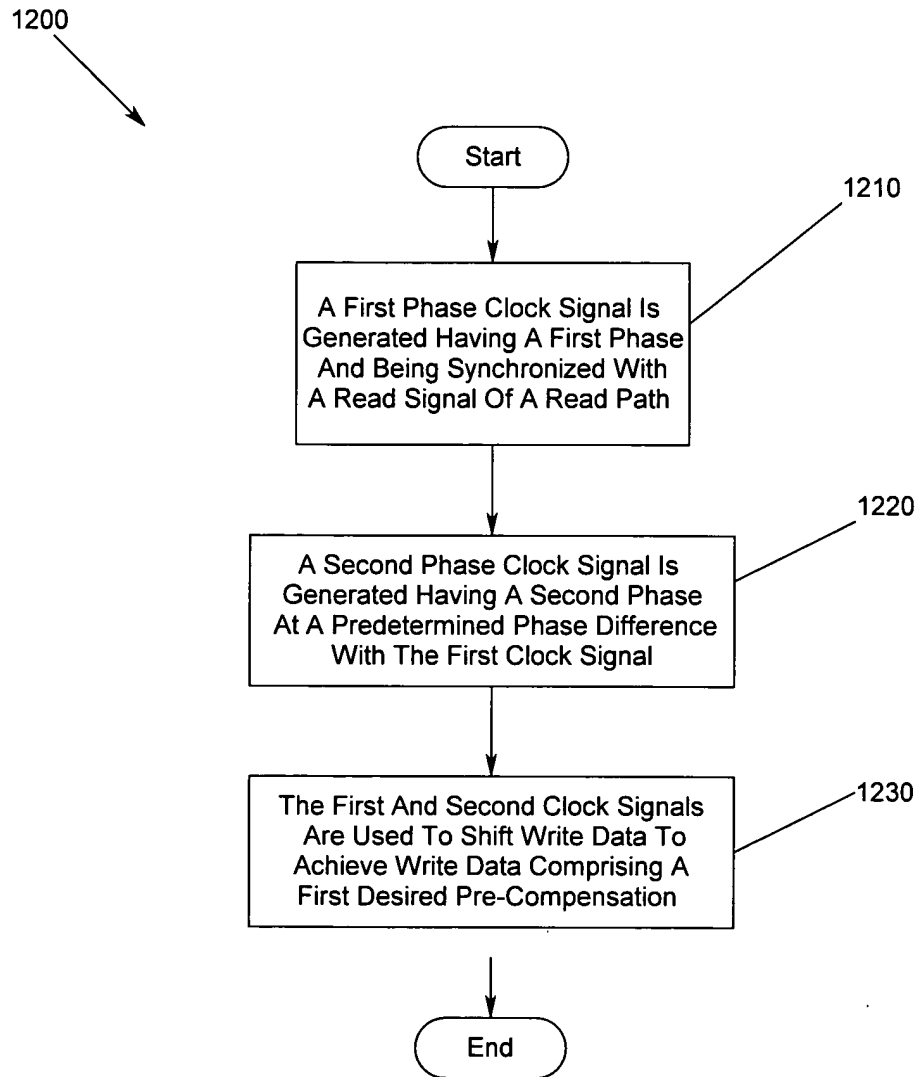 1200
Start
1210
A First Phase Clock Signal Is
Generated Having A First Phase
And Being Synchronized With
A Read Signal Of A Read Path
1220
A Second Phase Clock Signal Is
Generated Having A Second Phase
At A Predetermined Phase Difference
With The First Clock Signal
1230
The First And Second Clock Signals
Are Used To Shift Write Data To
Achieve Write Data Comprising A
First Desired Pre-Compensation
End